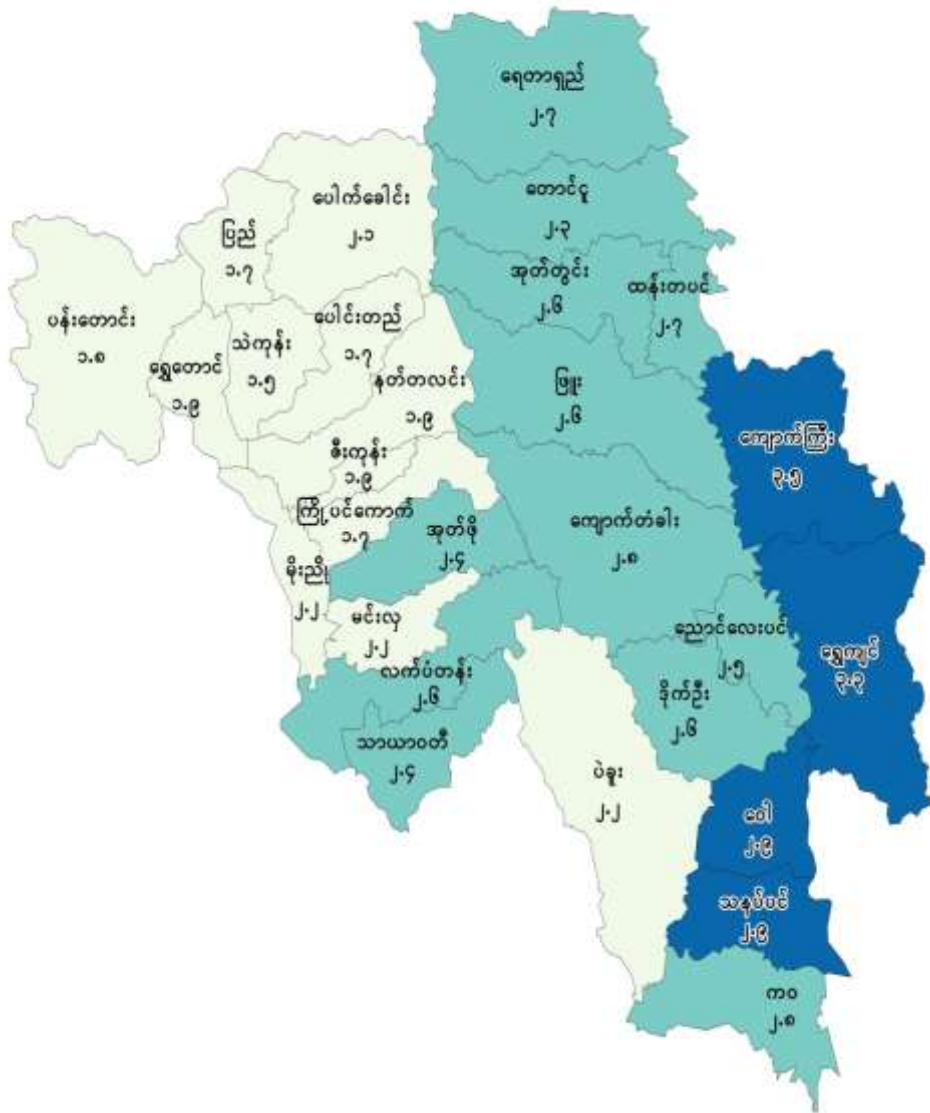 ရေတာရှည်
၂.၇
တောင်ငူ
၂.၃
ပေါက်ခေါင်း
၂.၁
ပြည်
၁.၇
အုတ်တွင်း
၂.၆
ထန်းတပင်
၂.၇
ပန်းတောင်း
၁.၈
ရွှေတောင်
၁.၉
သဲကုန်း
၁.၅
ပေါင်းတည်
၁.၇
နတ်တလင်း
၁.၉
ဖြူး
၂.၆
ကျောက်ကြီး
၃.၅
ဇီးကုန်း
၁.၉
ကြို့ပင်ကောက်
၁.၇
အုတ်ဖို
၂.၄
ကျောက်တံခါး
၂.၈
မိုးညို
၂.၂
မင်းလှ
၂.၂
ညောင်လေးပင်
၂.၅
ရွှေကျင်
၃.၃
လက်ပံတန်း
၂.၆
ဒိုက်ဦး
၂.၆
သာယာဝတီ
၂.၄
ပဲခူး
၂.၂
ဝေါ
၂.၉
သနပ်ပင်
၂.၉
ကဝ
၂.၈